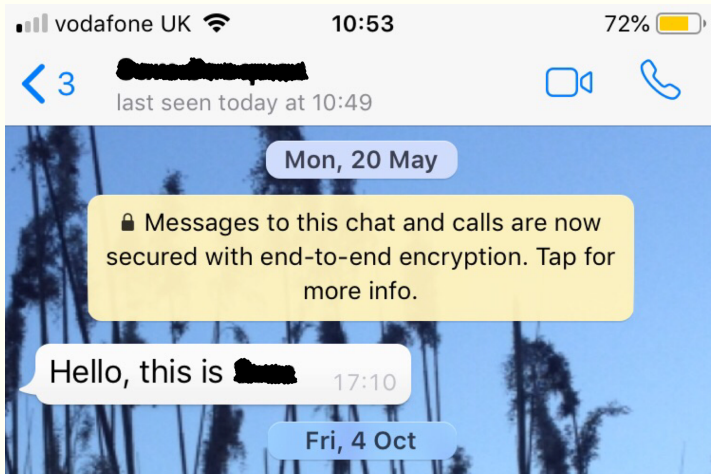 vodafone UK 10:53 72%
3
last seen today at 10:49
Mon, 20 May
Messages to this chat and calls are now
secured with end-to-end encryption. Tap for
more info.
Hello, this is 17:10
Fri, 4 Oct